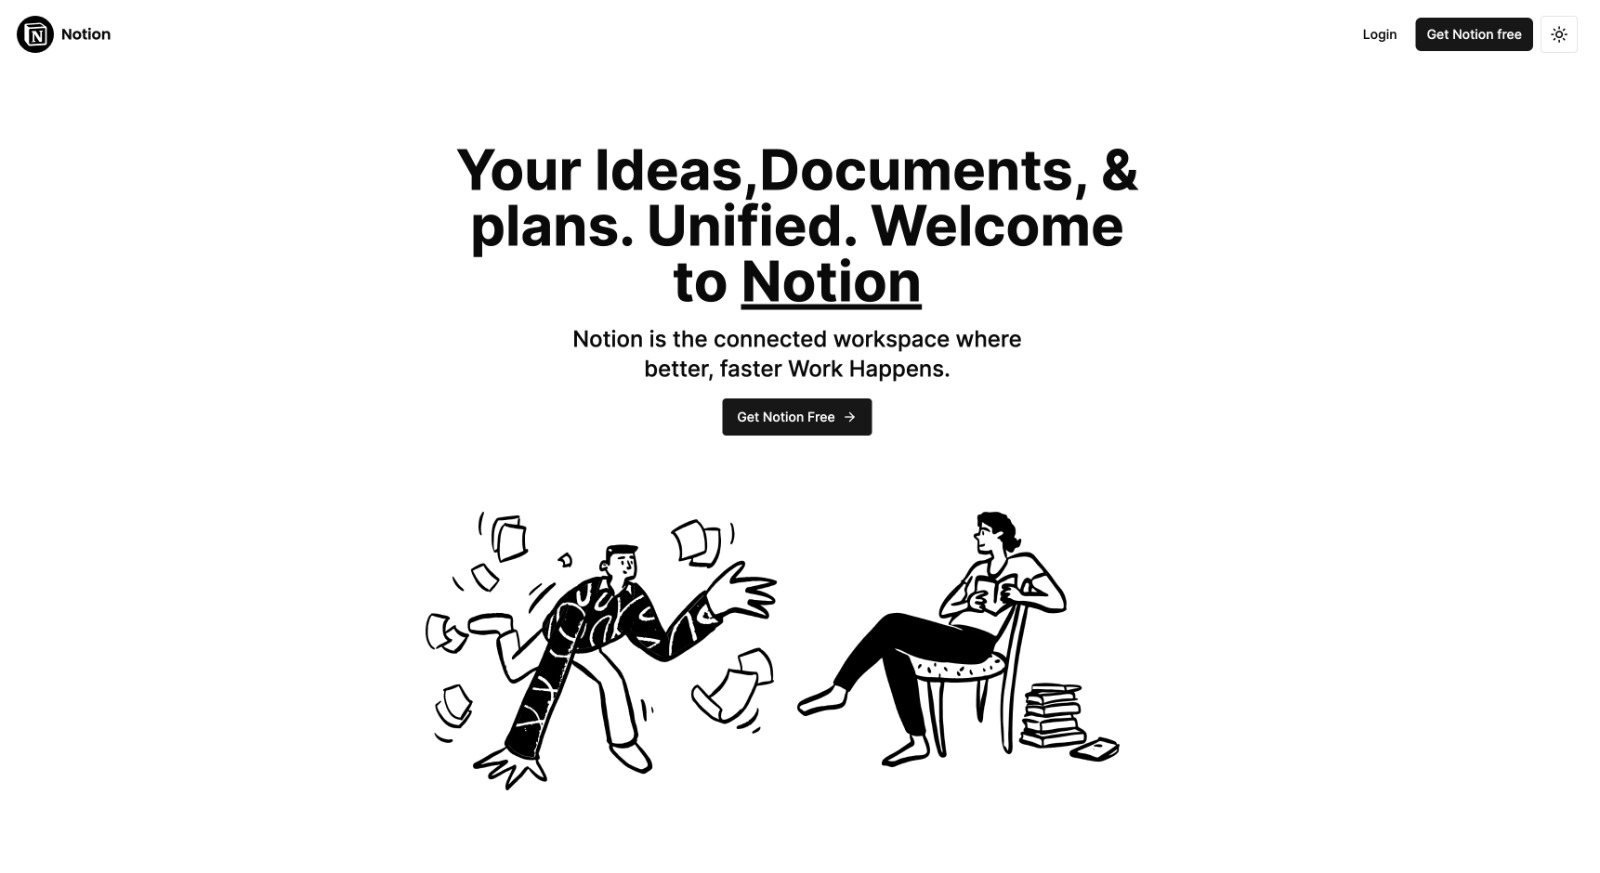 Notion
Login
Get Notion free
Your Ideas,Documents, &
plans. Unified. Welcome
to Notion
Notion is the connected workspace where
better, faster Work Happens.
Get Notion Free →